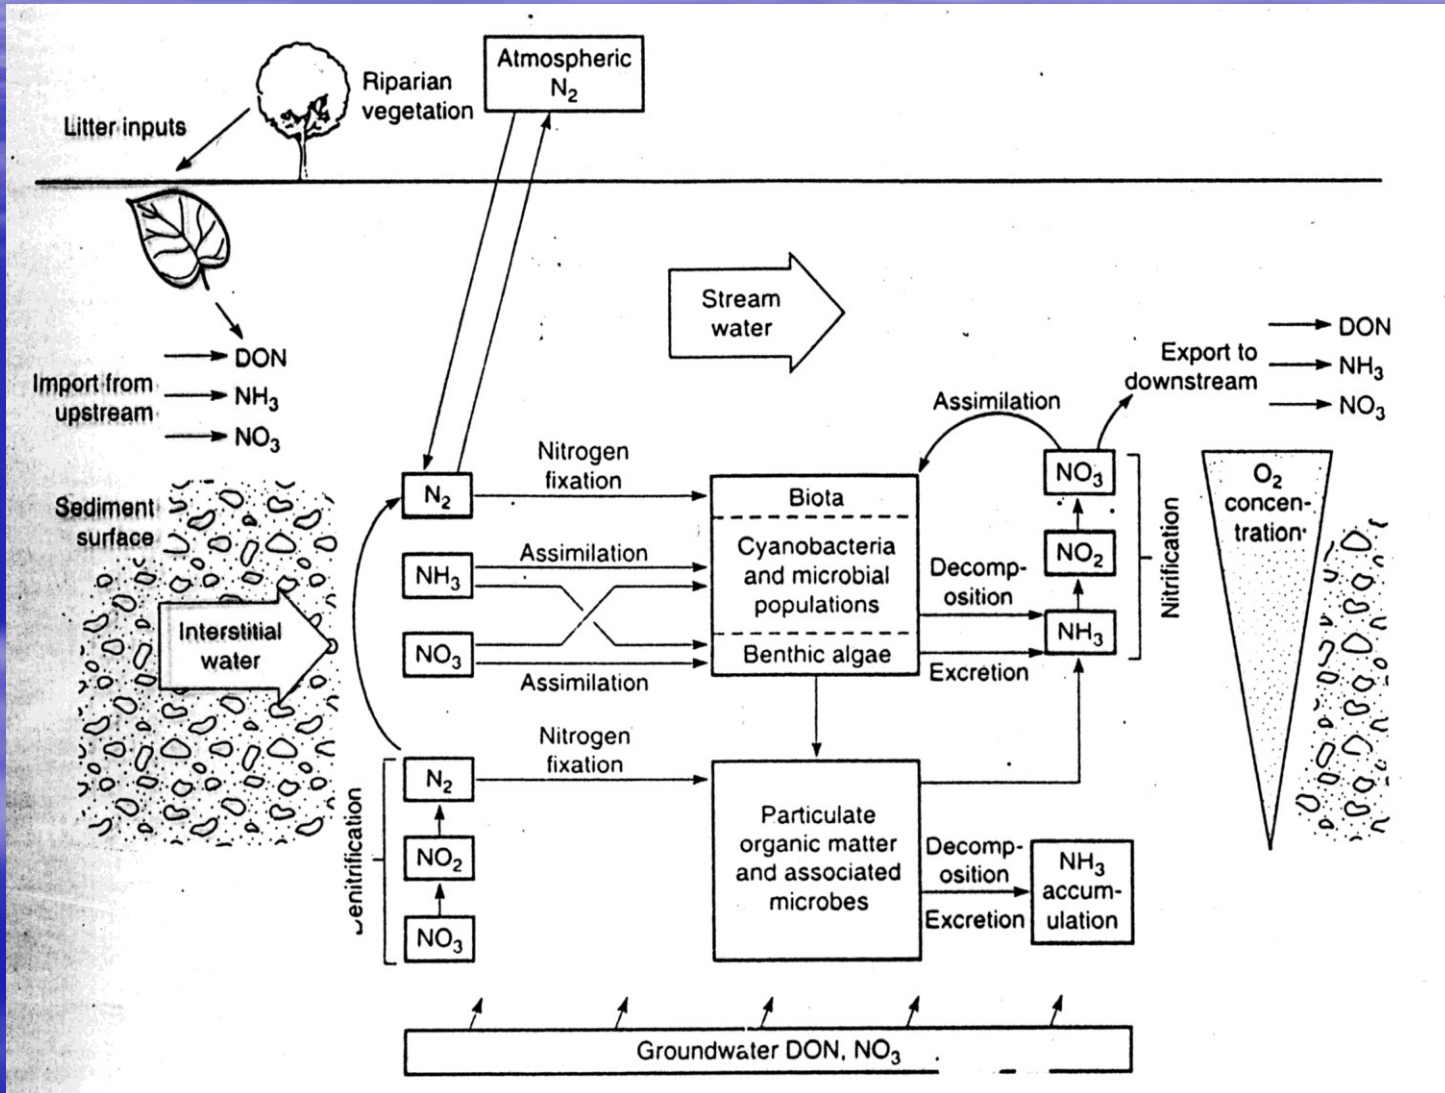 Atmospheric
N₂
Riparian
vegetation
Litter inputs
Stream
water
DON
NH₃
NO₃
Import from
upstream
Export to
downstream
DON
NH₃
NO₃
Assimilation
Sediment
surface
Interstitial
water
N₂
Nitrogen
fixation
NH₃
Assimilation
NO₃
Assimilation
Biota
Cyanobacteria
and microbial
populations
Benthic algae
Decomp-
osition
Excretion
NO₃
NO₂
NH₃
Nitrification
O₂
concen-
tration
N₂
Nitrogen
fixation
NO₂
NO₃
Particulate
organic matter
and associated
microbes
Decomp-
osition
Excretion
NH₃
accum-
ulation
Groundwater DON, NO₃